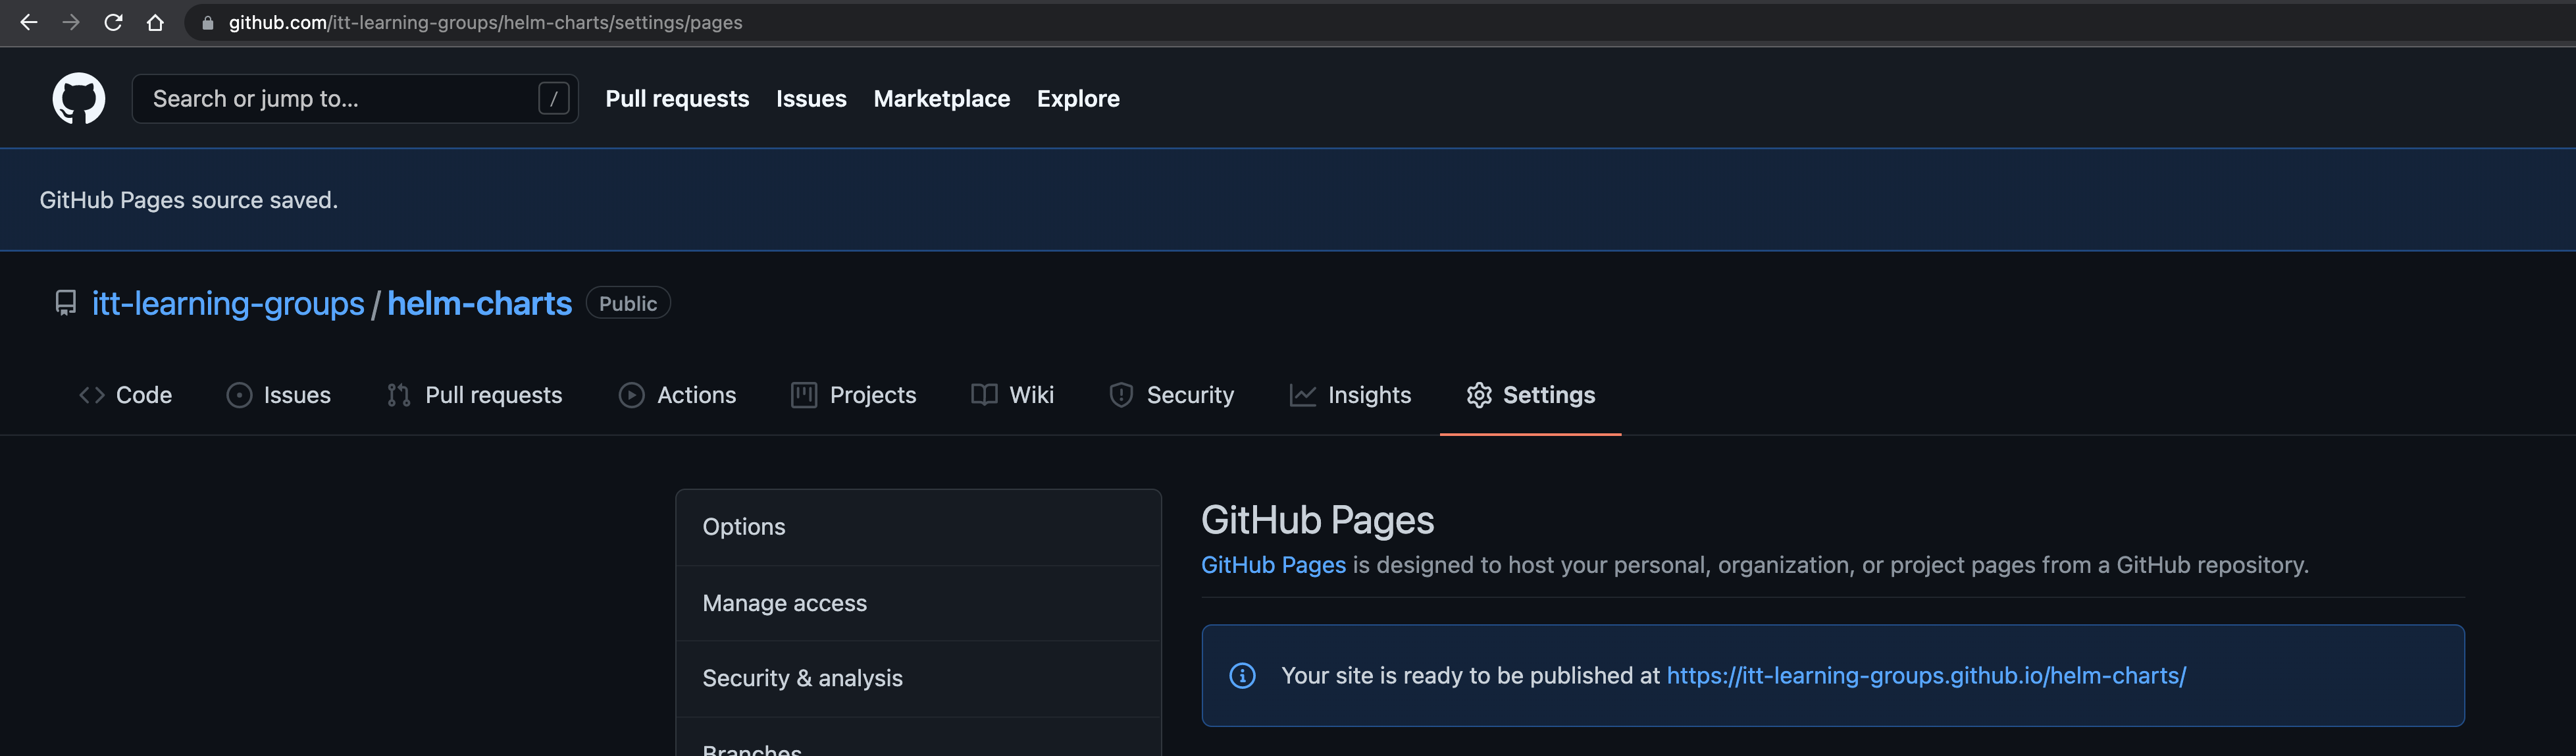 github.com/itt-learning-groups/helm-charts/settings/pages
Search or jump to... / Pull requests Issues Marketplace Explore
GitHub Pages source saved.
itt-learning-groups / helm-charts Public
Code Issues Pull requests Actions Projects Wiki Security Insights Settings
Options
Manage access
Security & analysis
Branches
GitHub Pages
GitHub Pages is designed to host your personal, organization, or project pages from a GitHub repository.
Your site is ready to be published at https://itt-learning-groups.github.io/helm-charts/